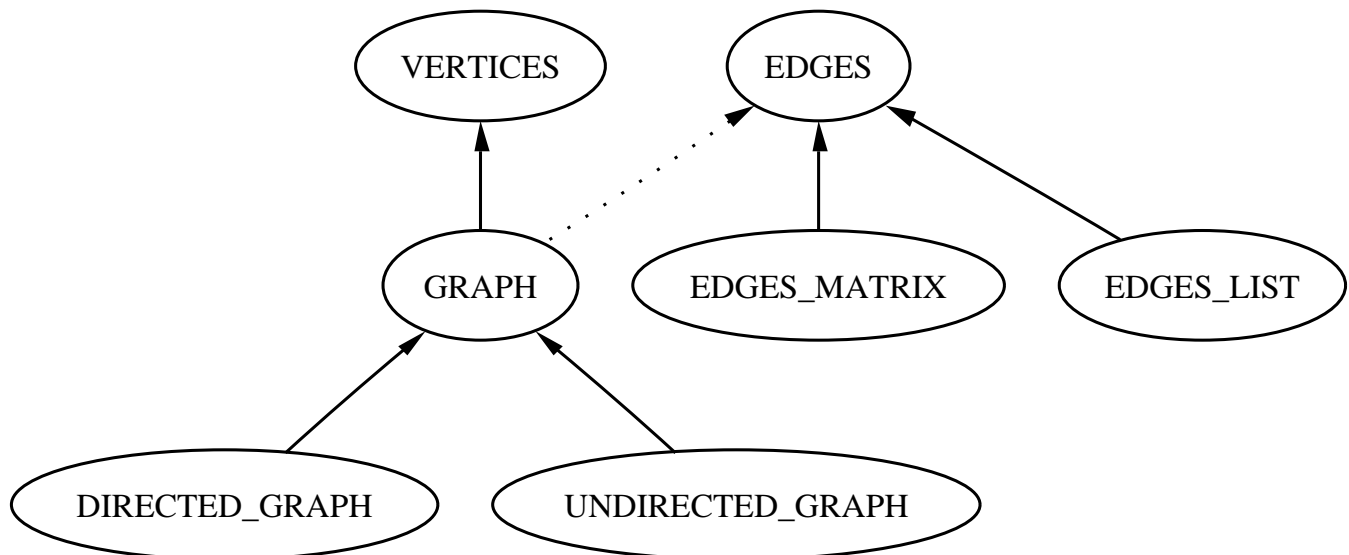 VERTICES
EDGES
GRAPH
EDGES_MATRIX
EDGES_LIST
DIRECTED_GRAPH
UNDIRECTED_GRAPH